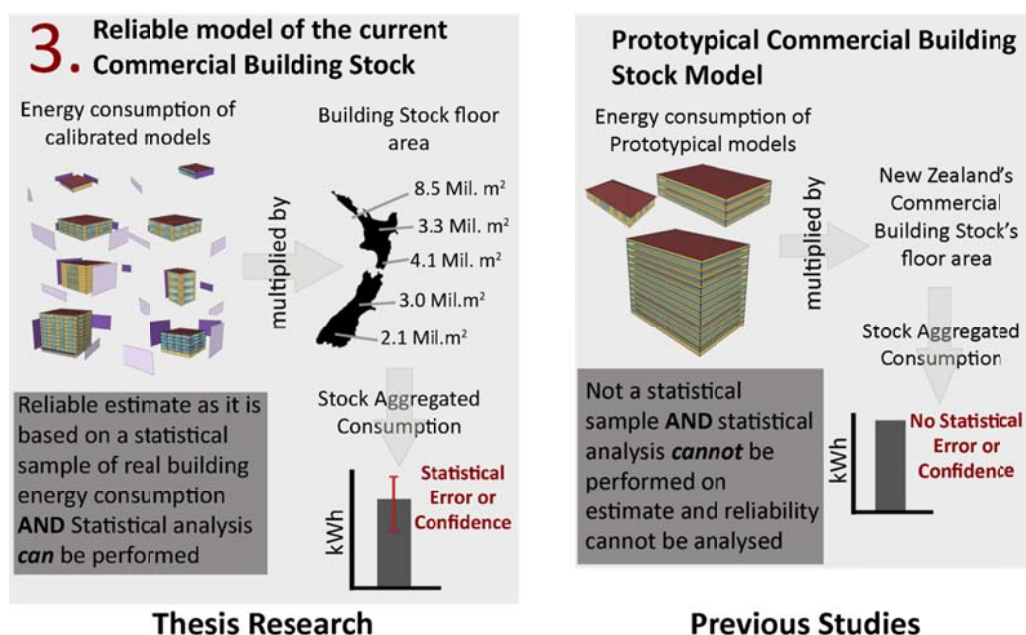 3. Reliable model of the current
Commercial Building Stock
Energy consumption of
calibrated models
multiplied by
Building Stock floor
area
8.5 Mil. m²
3.3 Mil. m²
4.1 Mil. m²
3.0 Mil.m²
2.1 Mil.m²
Reliable estimate as it is
based on a statistical
sample of real building
energy consumption
AND Statistical analysis
can be performed
Stock Aggregated
Consumption
kWh
Statistical
Error or
Confidence
Thesis Research
Prototypical Commercial Building
Stock Model
Energy consumption of
Prototypical models
multiplied by
New Zealand's
Commercial
Building Stock's
floor area
Stock Aggregated
Consumption
Not a statistical
sample AND statistical
analysis cannot be
performed on
estimate and reliability
cannot be analysed
kWh
No Statistical
Error or
Confidence
Previous Studies